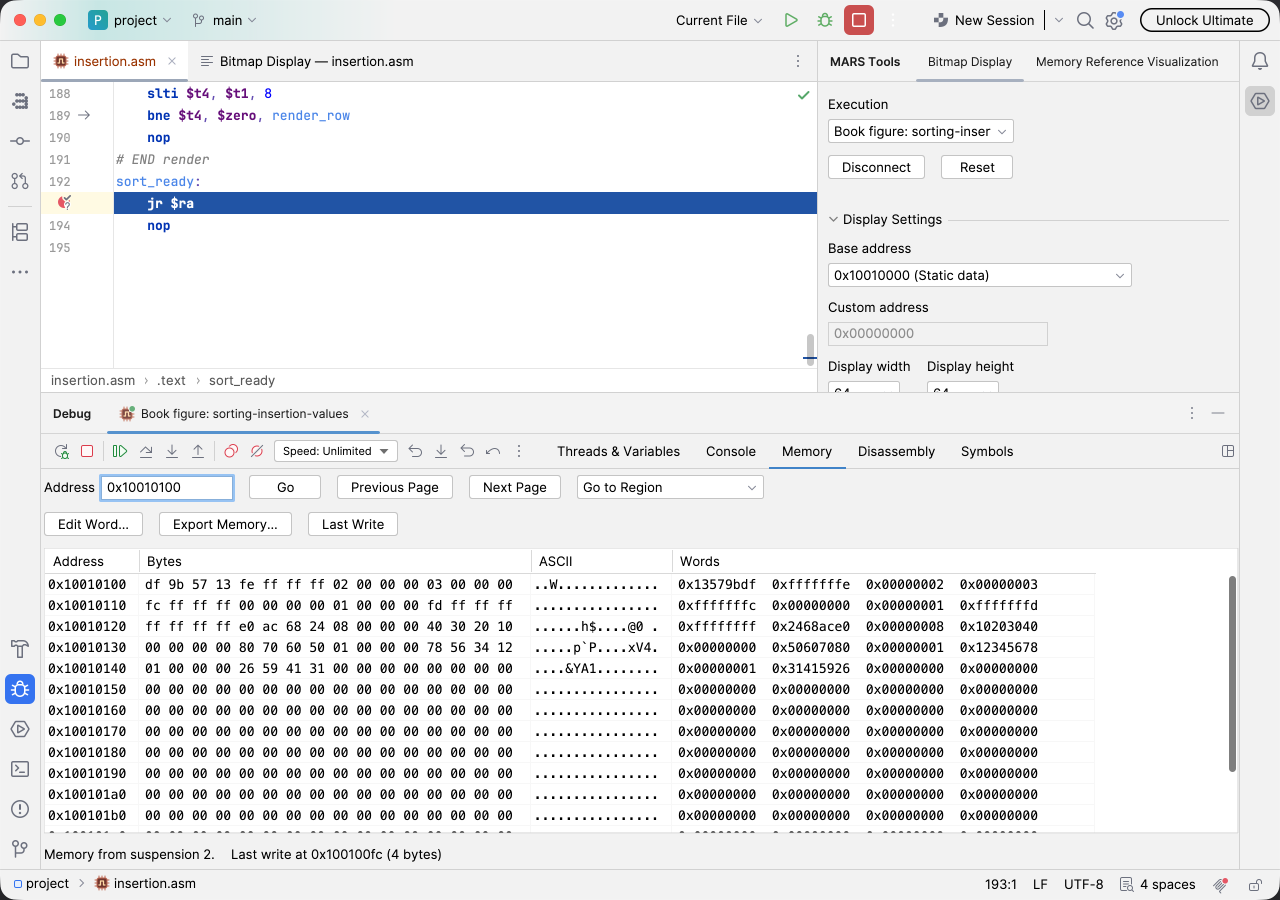 P project main Current File New Session Unlock Ultimate
insertion.asm Bitmap Display — insertion.asm MARS Tools Bitmap Display Memory Reference Visualization
188 slti $t4, $t1, 8
189 bne $t4, $zero, render_row
190 nop
191 # END render
192 sort_ready:
jr $ra
194 nop
195
insertion.asm › .text › sort_ready
Execution
Book figure: sorting-inser
Disconnect Reset
Display Settings
Base address
0x10010000 (Static data)
Custom address
0x00000000
Display width Display height
64 64
Debug Book figure: sorting-insertion-values
Speed: Unlimited Threads & Variables Console Memory Disassembly Symbols
Address 0x10010100 Go Previous Page Next Page Go to Region
Edit Word... Export Memory... Last Write
Address Bytes ASCII Words
0x10010100 df 9b 57 13 fe ff ff ff 02 00 00 00 03 00 00 00 ..W............. 0x13579bdf 0xfffffffe 0x00000002 0x00000003
0x10010110 fc ff ff ff 00 00 00 00 01 00 00 00 fd ff ff ff ................ 0xfffffffc 0x00000000 0x00000001 0xfffffffd
0x10010120 ff ff ff ff e0 ac 68 24 08 00 00 00 40 30 20 10 ......h$....@0 . 0xffffffff 0x2468ace0 0x00000008 0x10203040
0x10010130 00 00 00 00 80 70 60 50 01 00 00 00 78 56 34 12 .....p`P....xV4. 0x00000000 0x50607080 0x00000001 0x12345678
0x10010140 01 00 00 00 26 59 41 31 00 00 00 00 00 00 00 00 ....&YA1........ 0x00000001 0x31415926 0x00000000 0x00000000
0x10010150 00 00 00 00 00 00 00 00 00 00 00 00 00 00 00 00 ................ 0x00000000 0x00000000 0x00000000 0x00000000
0x10010160 00 00 00 00 00 00 00 00 00 00 00 00 00 00 00 00 ................ 0x00000000 0x00000000 0x00000000 0x00000000
0x10010170 00 00 00 00 00 00 00 00 00 00 00 00 00 00 00 00 ................ 0x00000000 0x00000000 0x00000000 0x00000000
0x10010180 00 00 00 00 00 00 00 00 00 00 00 00 00 00 00 00 ................ 0x00000000 0x00000000 0x00000000 0x00000000
0x10010190 00 00 00 00 00 00 00 00 00 00 00 00 00 00 00 00 ................ 0x00000000 0x00000000 0x00000000 0x00000000
0x100101a0 00 00 00 00 00 00 00 00 00 00 00 00 00 00 00 00 ................ 0x00000000 0x00000000 0x00000000 0x00000000
0x100101b0 00 00 00 00 00 00 00 00 00 00 00 00 00 00 00 00 ................ 0x00000000 0x00000000 0x00000000 0x00000000
Memory from suspension 2. Last write at 0x100100fc (4 bytes)
project insertion.asm 193:1 LF UTF-8 4 spaces